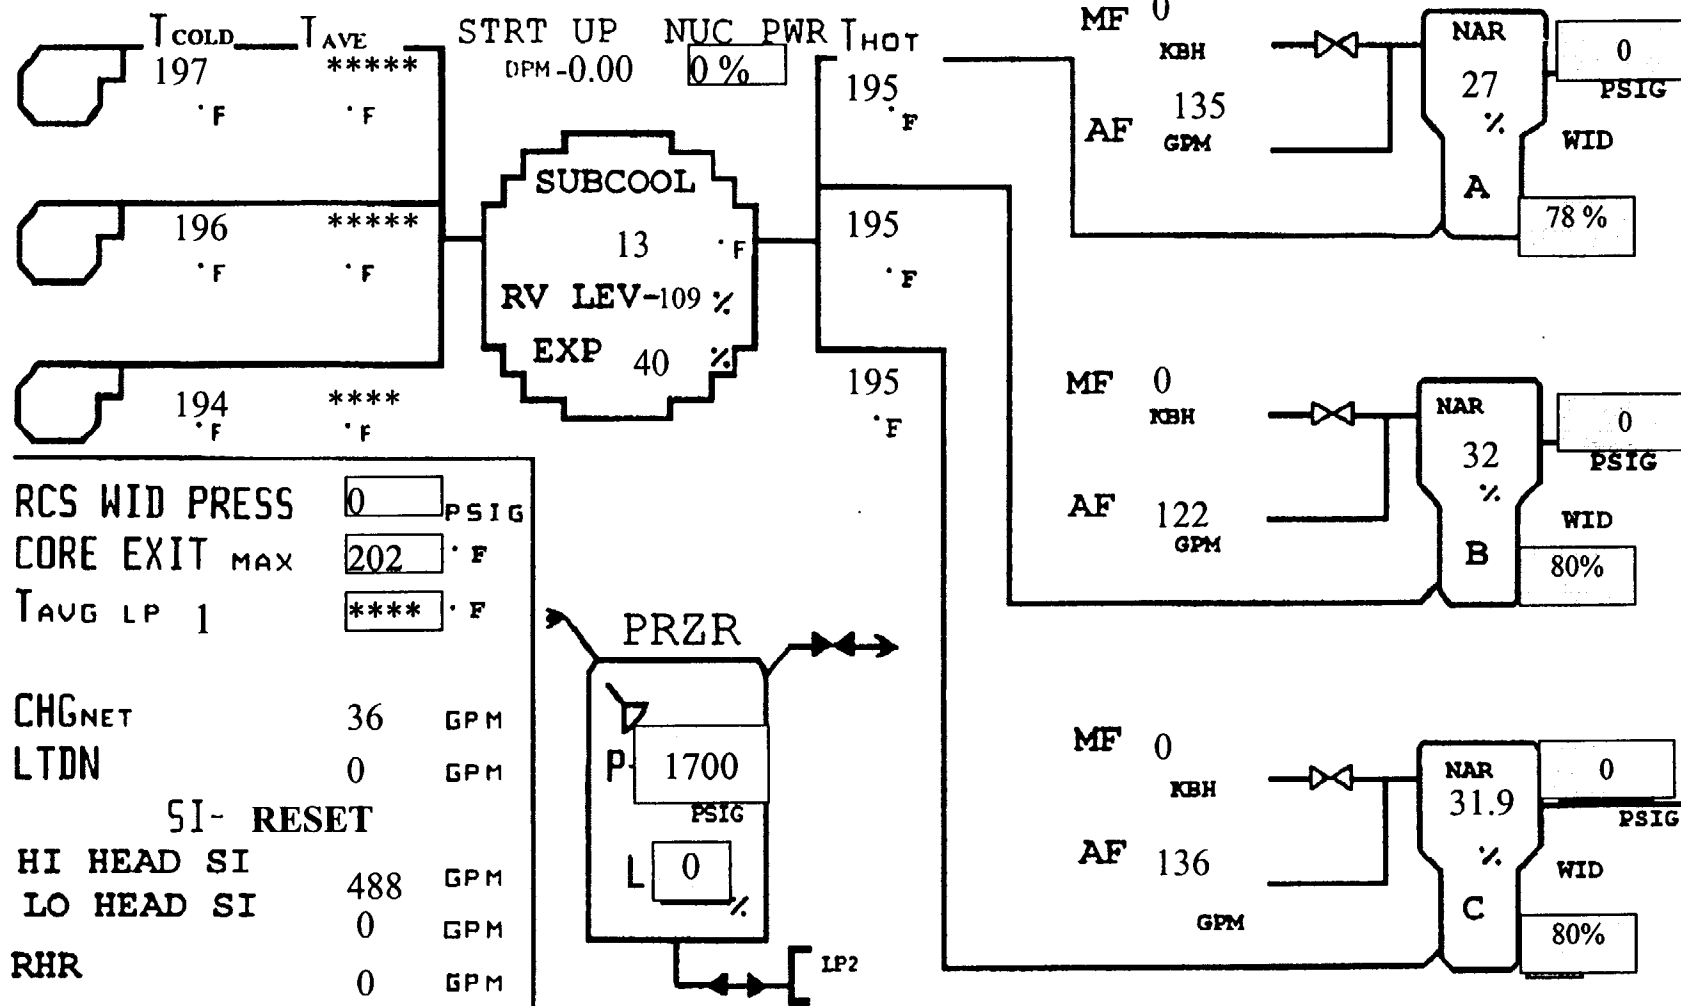 TCOLD TAVE STRT UP NUC PWR THOT
197 ***** DPM -0.00 0 % 195
°F °F °F
196 ***** 195
°F °F °F
194 **** 195
°F °F °F
SUBCOOL
13 °F
RV LEV-109 %
EXP 40 %
RCS WID PRESS 0 PSIG
CORE EXIT MAX 202 °F
TAVG LP 1 **** °F
CHGNET 36 GPM
LTDN 0 GPM
SI- RESET
HI HEAD SI 488 GPM
LO HEAD SI 0 GPM
RHR 0 GPM
PRZR
P 1700
PSIG
L 0 %
LP2
MF 0
KBH
AF 135
GPM
NAR
27
%
A
0
PSIG
WID
78 %
MF 0
KBH
AF 122
GPM
NAR
32
%
B
0
PSIG
WID
80%
MF 0
KBH
AF 136
GPM
NAR
31.9
%
C
0
PSIG
WID
80%